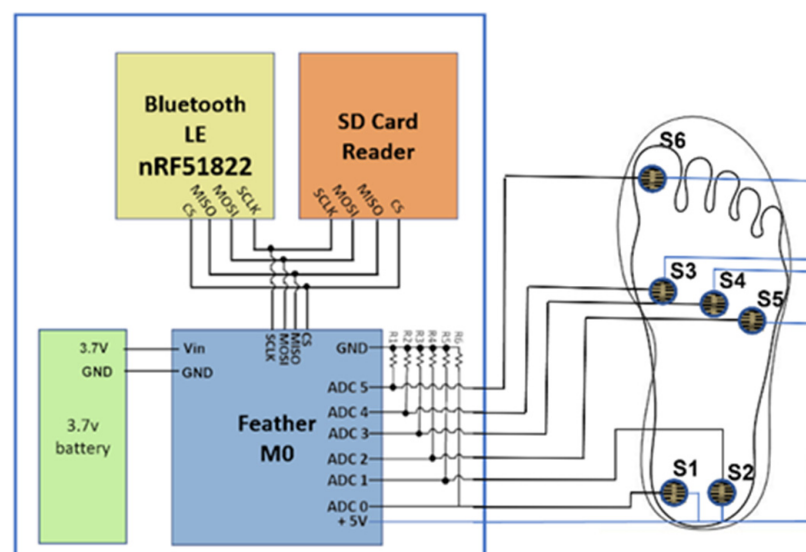 Bluetooth
LE
nRF51822
CS
MISO
MOSI
SCLK
SD Card
Reader
SCLK
MOSI
MISO
CS
S6
S3
S4
S5
S1
S2
3.7V
GND
3.7v
battery
Vin
GND
SCLK
MOSI
MISO
CS
Feather
M0
GND
ADC 5
ADC 4
ADC 3
ADC 2
ADC 1
ADC 0
+ 5V
R1
R2
R3
R4
R5
R6